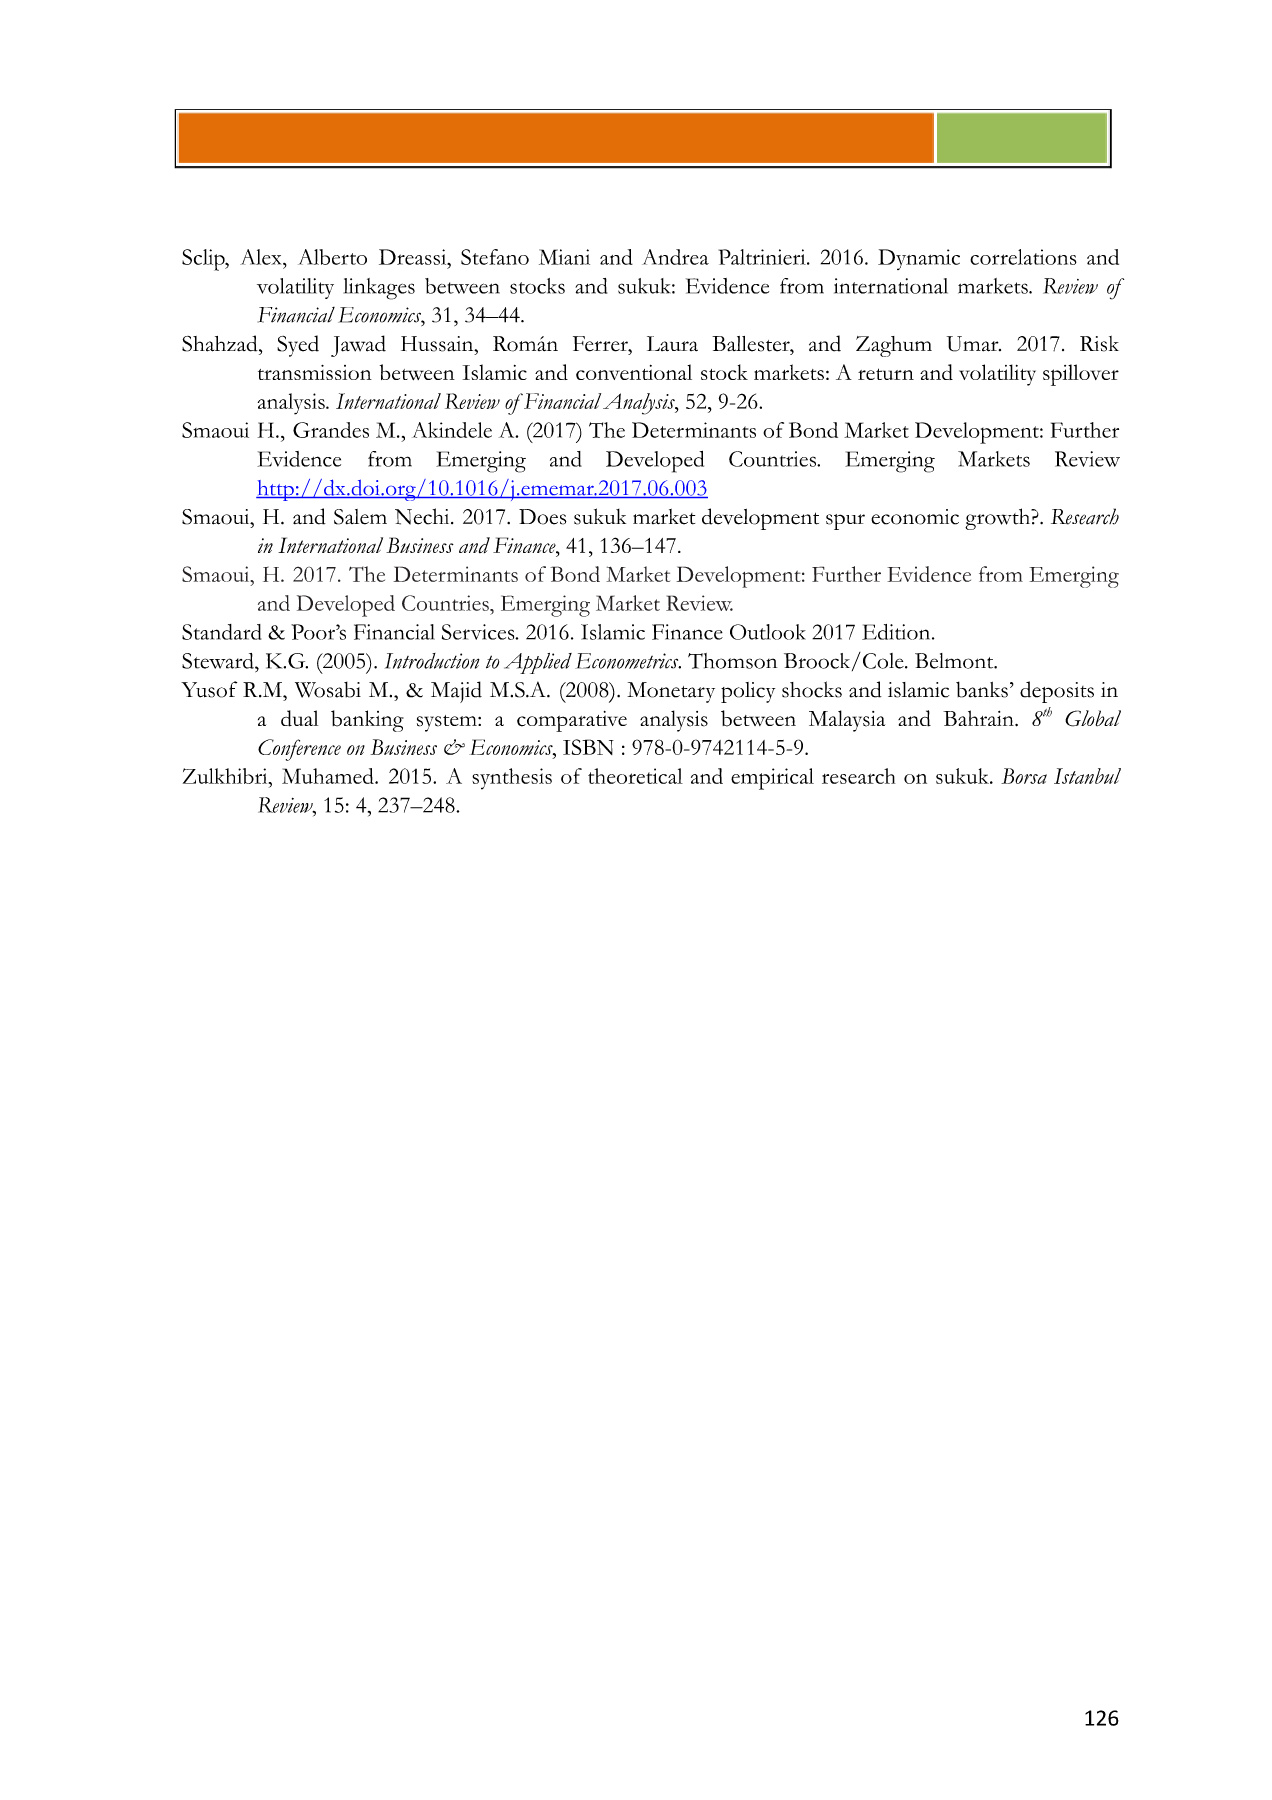 Sclip, Alex, Alberto Dreassi, Stefano Miani and Andrea Paltrinieri. 2016. Dynamic correlations and
volatility linkages between stocks and sukuk: Evidence from international markets. Review of
Financial Economics, 31, 34–44.
Shahzad, Syed Jawad Hussain, Román Ferrer, Laura Ballester, and Zaghum Umar. 2017. Risk
transmission between Islamic and conventional stock markets: A return and volatility spillover
analysis. International Review of Financial Analysis, 52, 9-26.
Smaoui H., Grandes M., Akindele A. (2017) The Determinants of Bond Market Development: Further
Evidence from Emerging and Developed Countries. Emerging Markets Review
http://dx.doi.org/10.1016/j.ememar.2017.06.003
Smaoui, H. and Salem Nechi. 2017. Does sukuk market development spur economic growth?. Research
in International Business and Finance, 41, 136–147.
Smaoui, H. 2017. The Determinants of Bond Market Development: Further Evidence from Emerging
and Developed Countries, Emerging Market Review.
Standard & Poor’s Financial Services. 2016. Islamic Finance Outlook 2017 Edition.
Steward, K.G. (2005). Introduction to Applied Econometrics. Thomson Broock/Cole. Belmont.
Yusof R.M, Wosabi M., & Majid M.S.A. (2008). Monetary policy shocks and islamic banks’ deposits in
a dual banking system: a comparative analysis between Malaysia and Bahrain. 8th Global
Conference on Business & Economics, ISBN : 978-0-9742114-5-9.
Zulkhibri, Muhamed. 2015. A synthesis of theoretical and empirical research on sukuk. Borsa Istanbul
Review, 15: 4, 237–248.
126